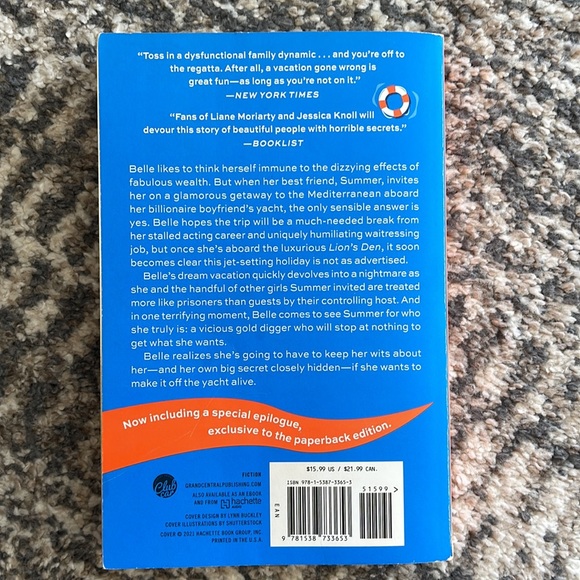 “Toss in a dysfunctional family dynamic . . . and you’re off to
the regatta. After all, a vacation gone wrong is
great fun—as long as you’re not on it.”
—NEW YORK TIMES
“Fans of Liane Moriarty and Jessica Knoll will
devour this story of beautiful people with horrible secrets.”
—BOOKLIST
Belle likes to think herself immune to the dizzying effects of
fabulous wealth. But when her best friend, Summer, invites
her on a glamorous getaway to the Mediterranean aboard
her billionaire boyfriend’s yacht, the only sensible answer is
yes. Belle hopes the trip will be a much-needed break from
her stalled acting career and uniquely humiliating waitressing
job, but once she’s aboard the luxurious Lion’s Den, it soon
becomes clear this jet-setting holiday is not as advertised.
Belle’s dream vacation quickly devolves into a nightmare as
she and the handful of other girls Summer invited are treated
more like prisoners than guests by their controlling host. And
in one terrifying moment, Belle comes to see Summer for who
she truly is: a vicious gold digger who will stop at nothing to
get what she wants.
Belle realizes she’s going to have to keep her wits about
her—and her own big secret closely hidden—if she wants to
make it off the yacht alive.
Now including a special epilogue,
exclusive to the paperback edition.
FICTION
GRANDCENTRALPUBLISHING.COM
ALSO AVAILABLE AS AN EBOOK
AND FROM hachette
audio
COVER DESIGN BY LYNN BUCKLEY
COVER ILLUSTRATIONS BY SHUTTERSTOCK
COVER © 2021 HACHETTE BOOK GROUP, INC.
PRINTED IN THE U.S.A.
$15.99 US / $21.99 CAN.
ISBN 978-1-5387-3365-3
51599 >
EAN
9 781538 733653